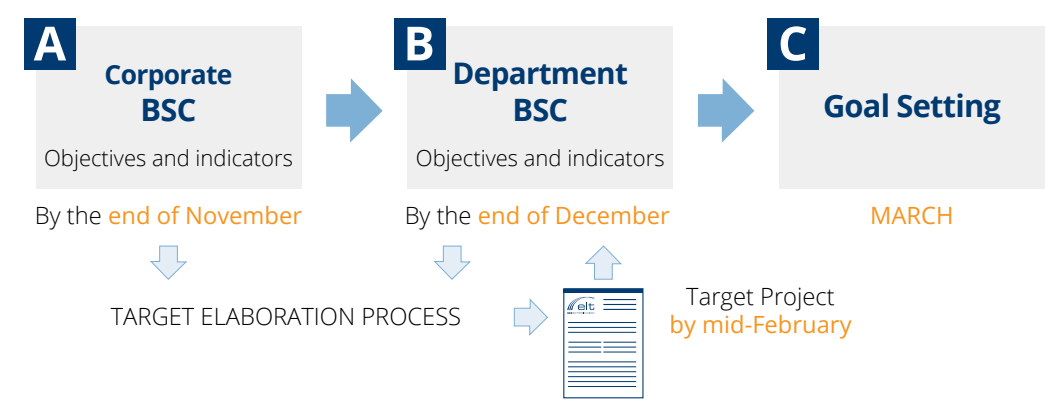 A
Corporate
BSC
Objectives and indicators
By the end of November
B
Department
BSC
Objectives and indicators
By the end of December
C
Goal Setting
MARCH
TARGET ELABORATION PROCESS
elt
Target Project
by mid-February